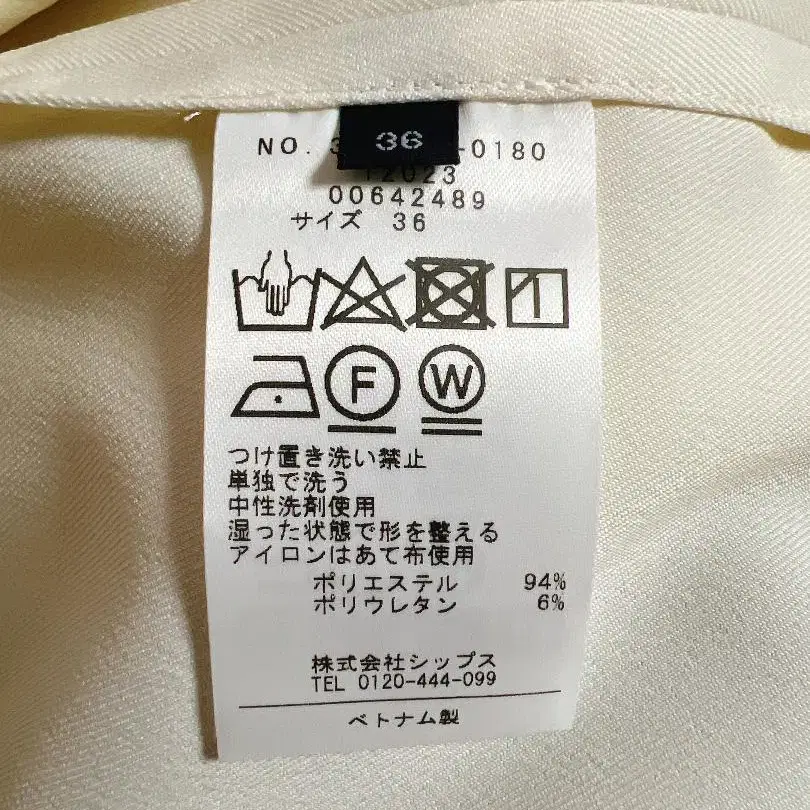 36
NO. 3 -0180
12023
00642489
サイズ 36
F W
つけ置き洗い禁止
単独で洗う
中性洗剤使用
湿った状態で形を整える
アイロンはあて布使用
ポリエステル 94%
ポリウレタン 6%
株式会社シップス
TEL 0120-444-099
ベトナム製